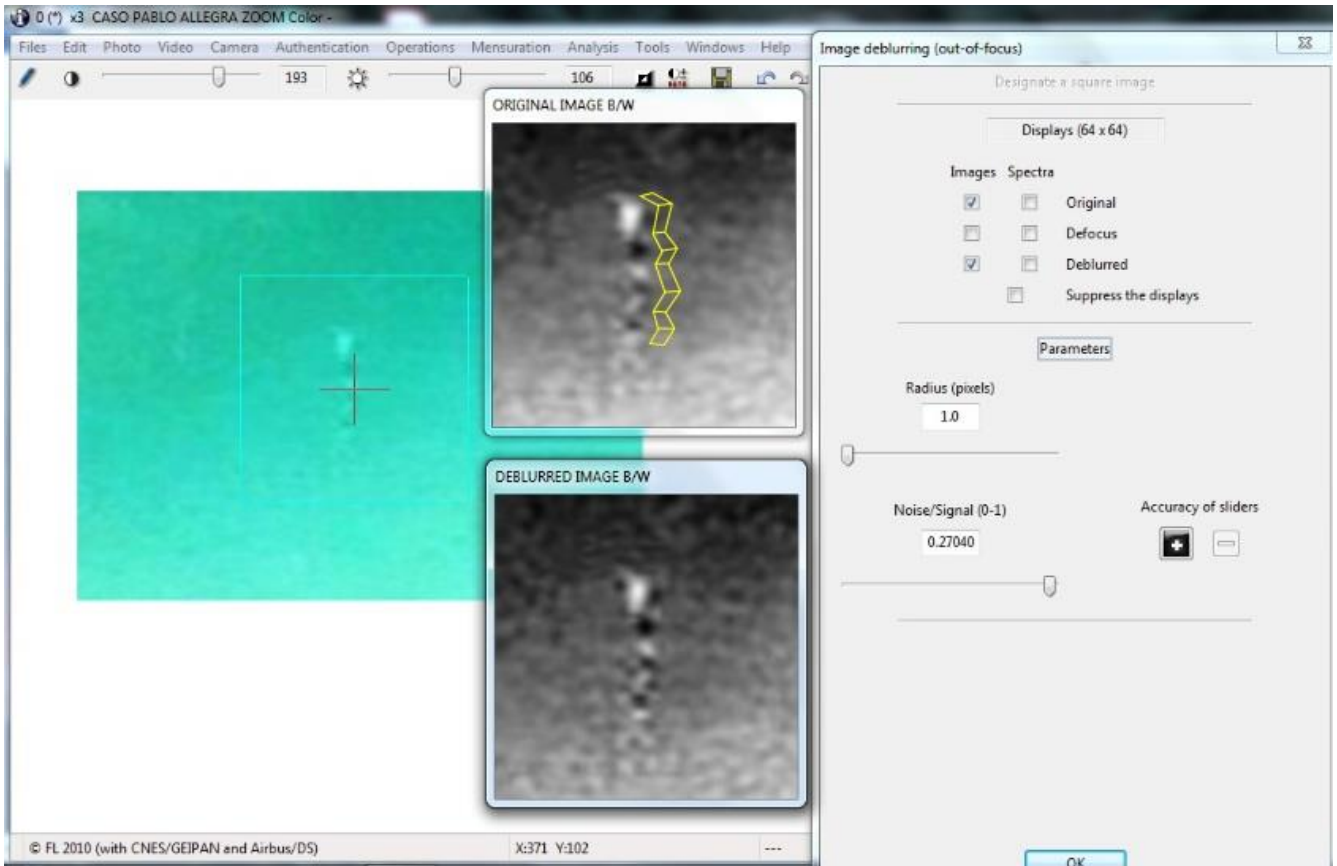 0 (*) x3 CASO PABLO ALLEGRA ZOOM Color -
Files Edit Photo Video Camera Authentication Operations Mensuration Analysis Tools Windows Help
193 106
ORIGINAL IMAGE B/W
DEBLURRED IMAGE B/W
© FL 2010 (with CNES/GEIPAN and Airbus/DS) X:371 Y:102 ---
Image deblurring (out-of-focus)
Designate a square image
Displays (64 x 64)
Images Spectra
Original
Defocus
Deblurred
Suppress the displays
Parameters
Radius (pixels)
1.0
Noise/Signal (0-1) Accuracy of sliders
0.27040
OK